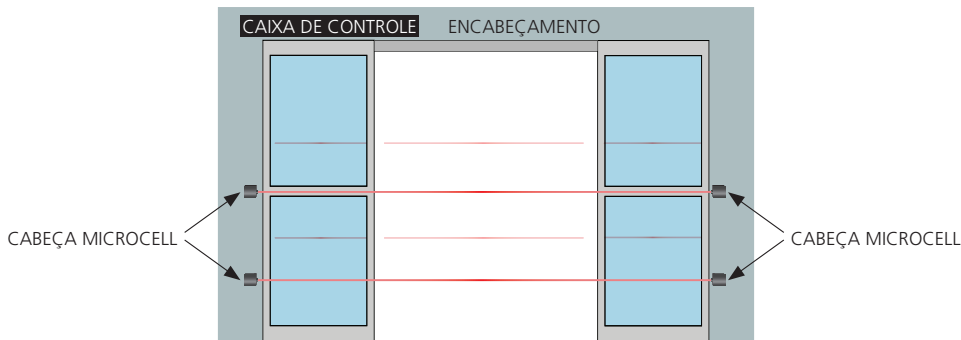 CAIXA DE CONTROLE
ENCABEÇAMENTO
CABEÇA MICROCELL
CABEÇA MICROCELL